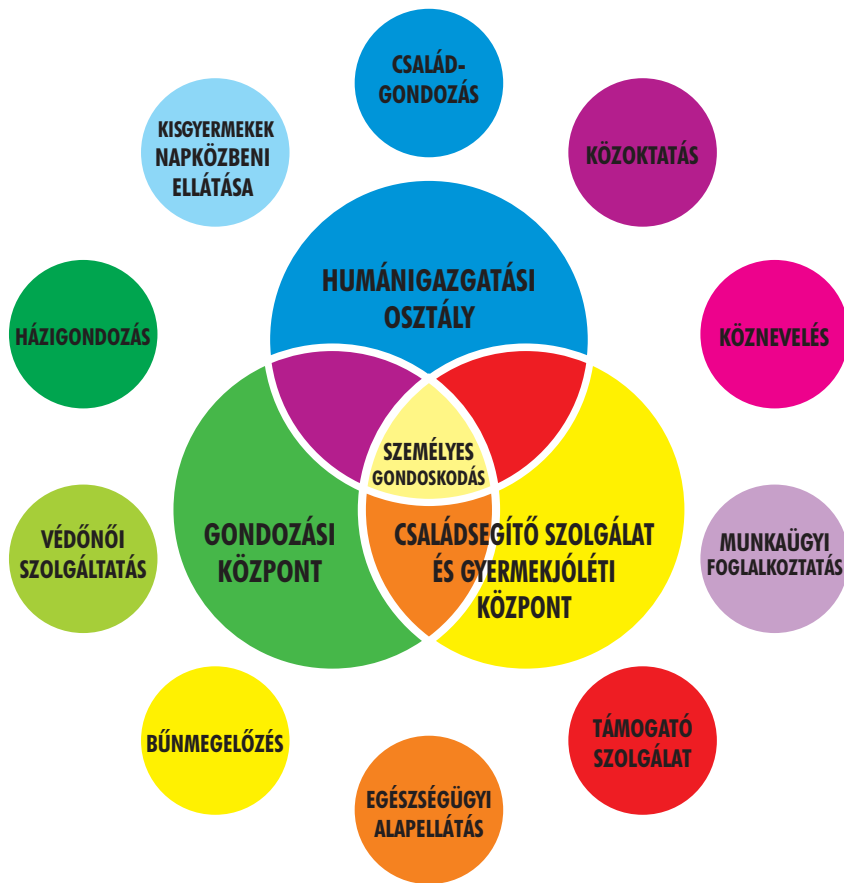 CSALÁD-
GONDOZÁS
KISGYERMEKEK
NAPKÖZBENI
ELLÁTÁSA
KÖZOKTATÁS
HUMÁNIGAZGATÁSI
OSZTÁLY
HÁZIGONDOZÁS
KÖZNEVELÉS
SZEMÉLYES
GONDOSKODÁS
GONDOZÁSI
KÖZPONT
CSALÁDSEGÍTŐ SZOLGÁLAT
ÉS GYERMEKJÓLÉTI
KÖZPONT
VÉDŐNŐI
SZOLGÁLTATÁS
MUNKAÜGYI
FOGLALKOZTATÁS
BŰNMEGELŐZÉS
TÁMOGATÓ
SZOLGÁLAT
EGÉSZSÉGÜGYI
ALAPELLÁTÁS